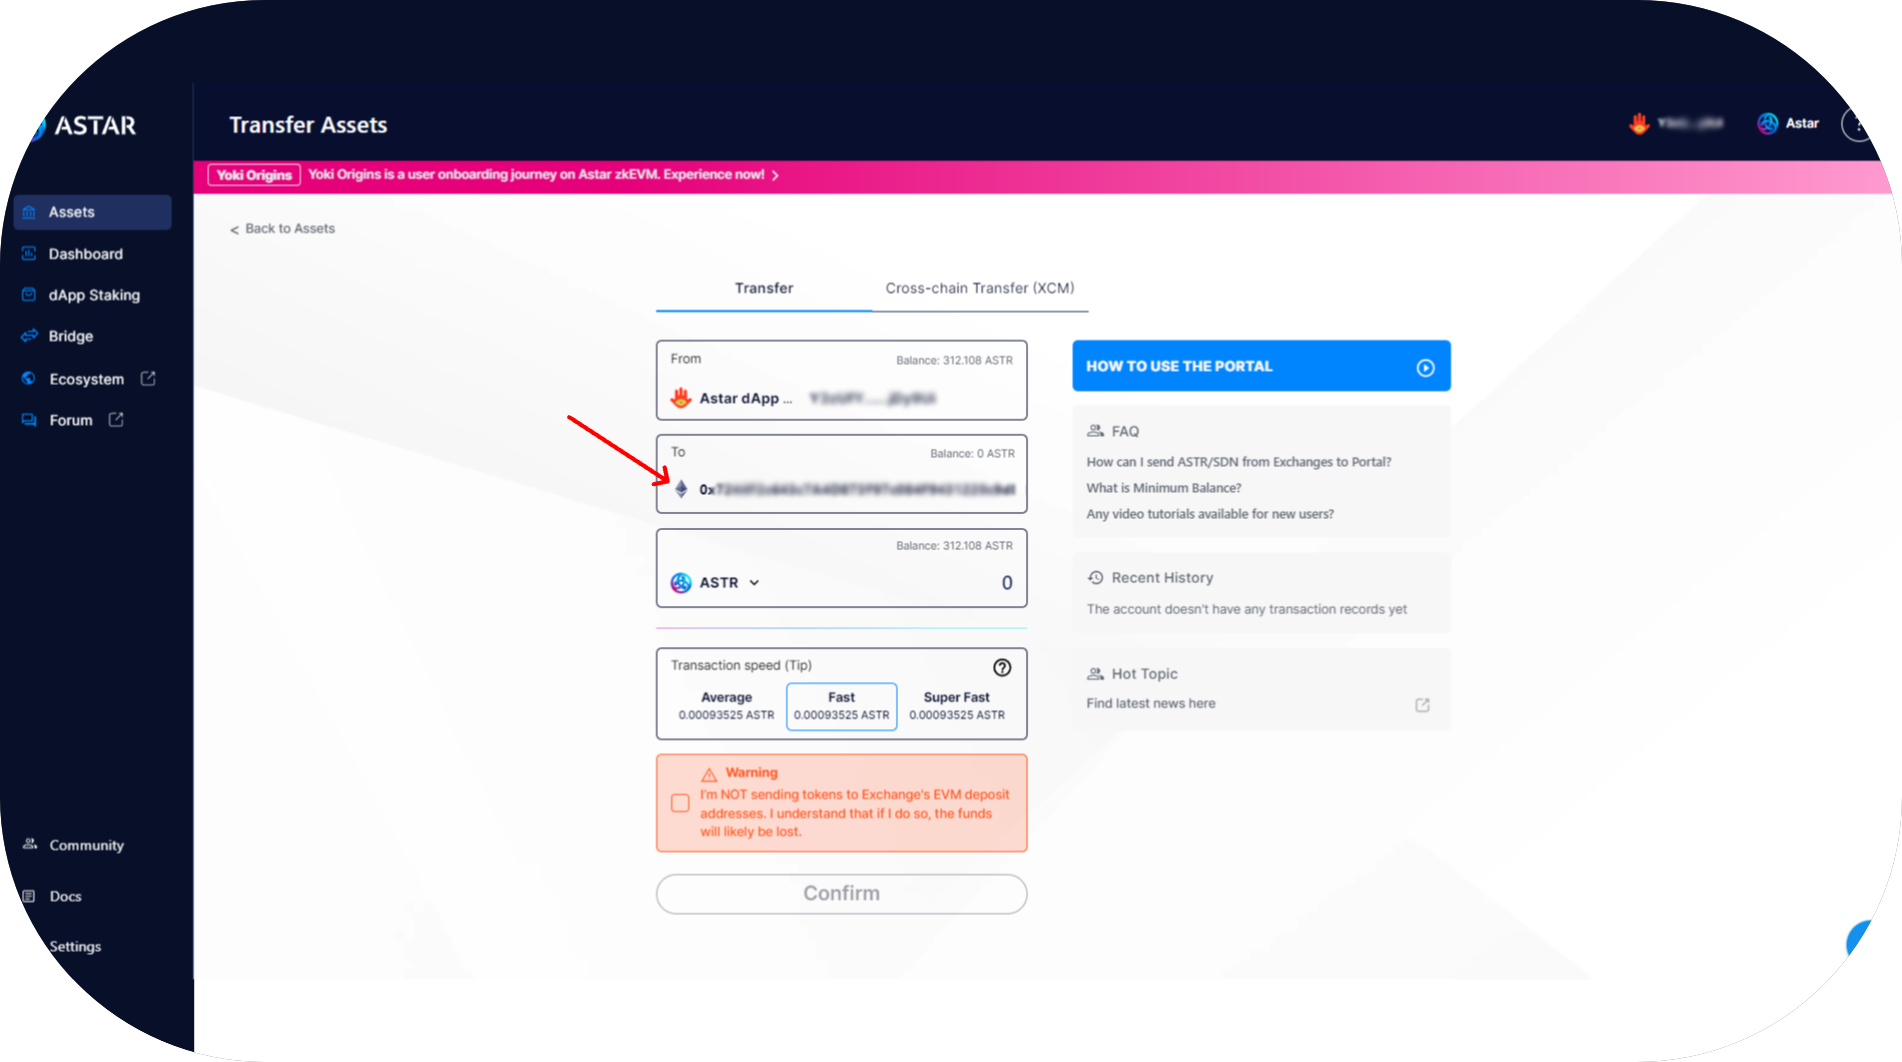 ASTAR
Transfer Assets
Astar
?
Yoki Origins Yoki Origins is a user onboarding journey on Astar zkEVM. Experience now! >
Assets
Dashboard
dApp Staking
Bridge
Ecosystem
Forum
Community
Docs
Settings
< Back to Assets
Transfer
Cross-chain Transfer (XCM)
From
Balance: 312.108 ASTR
Astar dApp ...
To
Balance: 0 ASTR
0x
Balance: 312.108 ASTR
ASTR
0
Transaction speed (Tip)
?
Average
0.00093525 ASTR
Fast
0.00093525 ASTR
Super Fast
0.00093525 ASTR
Warning
I'm NOT sending tokens to Exchange's EVM deposit
addresses. I understand that if I do so, the funds
will likely be lost.
Confirm
HOW TO USE THE PORTAL
FAQ
How can I send ASTR/SDN from Exchanges to Portal?
What is Minimum Balance?
Any video tutorials available for new users?
Recent History
The account doesn't have any transaction records yet
Hot Topic
Find latest news here